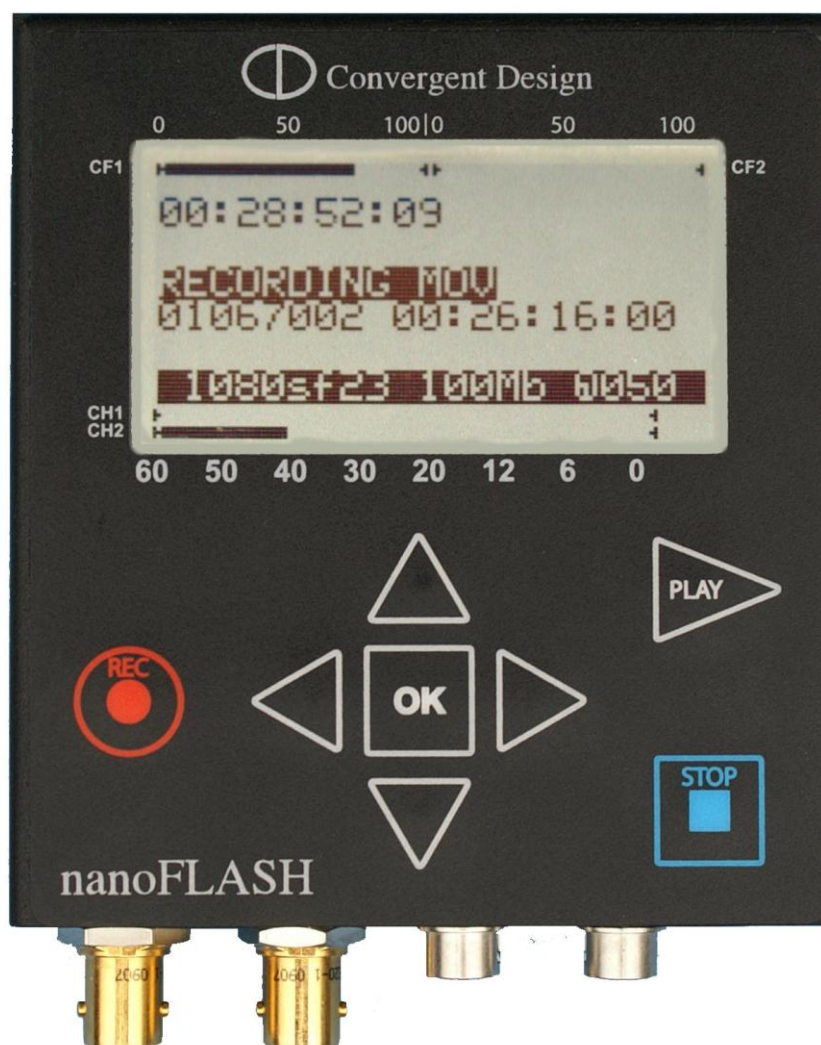 Convergent Design
0 50 100|0 50 100
CF1 CF2
00:28:52:09
RECORDING MOV
01067002 00:26:16:00
1080sf23 100Mb W050
CH1
CH2
60 50 40 30 20 12 6 0
PLAY
REC
OK
STOP
nanoFLASH
0907
0907